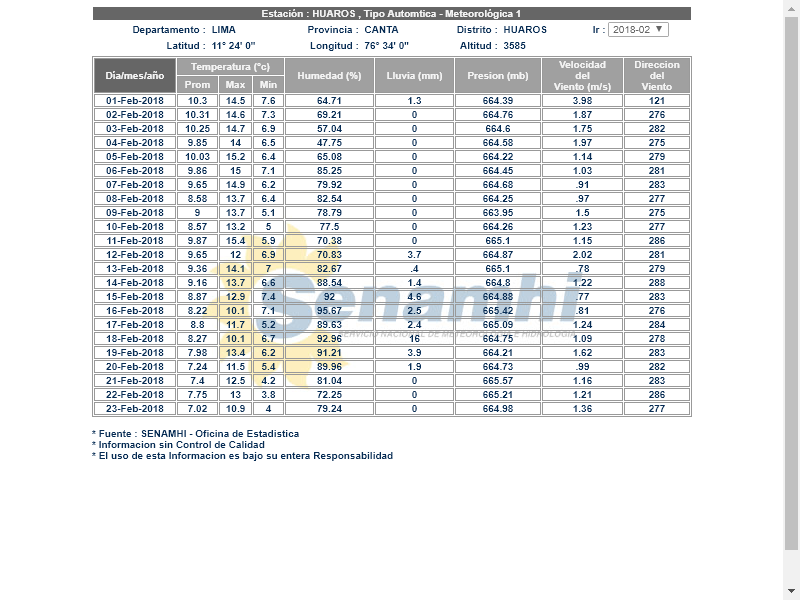 Estación : HUAROS , Tipo Automtica - Meteorológica 1
Departamento : LIMA Provincia : CANTA Distrito : HUAROS Ir : 2018-02
Latitud : 11° 24' 0" Longitud : 76° 34' 0" Altitud : 3585
Dia/mes/año Temperatura (°c) Humedad (%) Lluvia (mm) Presion (mb) Velocidad del Viento (m/s) Direccion del Viento
Prom Max Min
01-Feb-2018 10.3 14.5 7.6 64.71 1.3 664.39 3.98 121
02-Feb-2018 10.31 14.6 7.3 69.21 0 664.76 1.87 276
03-Feb-2018 10.25 14.7 6.9 57.04 0 664.6 1.75 282
04-Feb-2018 9.85 14 6.5 47.75 0 664.58 1.97 275
05-Feb-2018 10.03 15.2 6.4 65.08 0 664.22 1.14 279
06-Feb-2018 9.86 15 7.1 85.25 0 664.45 1.03 281
07-Feb-2018 9.65 14.9 6.2 79.92 0 664.68 .91 283
08-Feb-2018 8.58 13.7 6.4 82.54 0 664.25 .97 277
09-Feb-2018 9 13.7 5.1 78.79 0 663.95 1.5 275
10-Feb-2018 8.57 13.2 5 77.5 0 664.26 1.23 277
11-Feb-2018 9.87 15.4 5.9 70.38 0 665.1 1.15 286
12-Feb-2018 9.65 12 6.9 70.83 3.7 664.87 2.02 281
13-Feb-2018 9.36 14.1 7 82.67 .4 665.1 .78 279
14-Feb-2018 9.16 13.7 6.6 88.54 1.4 664.8 1.22 288
15-Feb-2018 8.87 12.9 7.4 92 4.6 664.88 .77 283
16-Feb-2018 8.22 10.1 7.1 95.67 2.5 665.42 .81 276
17-Feb-2018 8.8 11.7 5.2 89.63 2.4 665.09 1.24 284
18-Feb-2018 8.27 10.1 6.7 92.96 16 664.75 1.09 278
19-Feb-2018 7.98 13.4 6.2 91.21 3.9 664.21 1.62 283
20-Feb-2018 7.24 11.5 5.4 89.96 1.9 664.73 .99 282
21-Feb-2018 7.4 12.5 4.2 81.04 0 665.57 1.16 283
22-Feb-2018 7.75 13 3.8 72.25 0 665.21 1.21 286
23-Feb-2018 7.02 10.9 4 79.24 0 664.98 1.36 277
Senamhi
SERVICIO NACIONAL DE METEOROLOGIA E HIDROLOGIA
* Fuente : SENAMHI - Oficina de Estadistica
* Informacion sin Control de Calidad
* El uso de esta Informacion es bajo su entera Responsabilidad